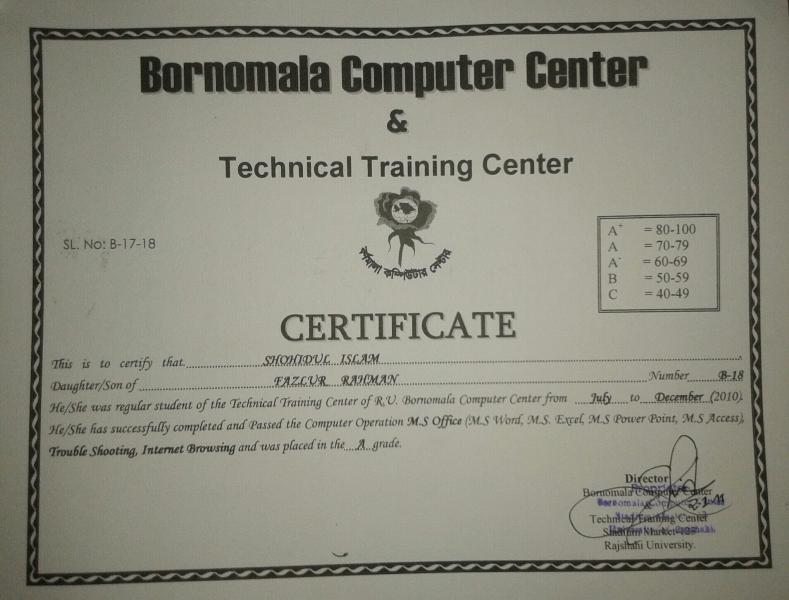 Bornomala Computer Center
&
Technical Training Center
বর্ণমালা কম্পিউটার সেন্টার
SL. No: B-17-18
A+ = 80-100
A = 70-79
A- = 60-69
B = 50-59
C = 40-49
CERTIFICATE
This is to certify that SHOHIDUL ISLAM
Daughter/Son of FAZLUR RAHMAN Number B-18
He/She was regular student of the Technical Training Center of R.U. Bornomala Computer Center from July to December (2010).
He/She has successfully completed and Passed the Computer Operation M.S Office (M.S Word, M.S. Excel, M.S Power Point, M.S Access),
Trouble Shooting, Internet Browsing and was placed in the A grade.
Director
Bornomala Computer Center
&
Technical Training Center
Market
Rajshahi University.